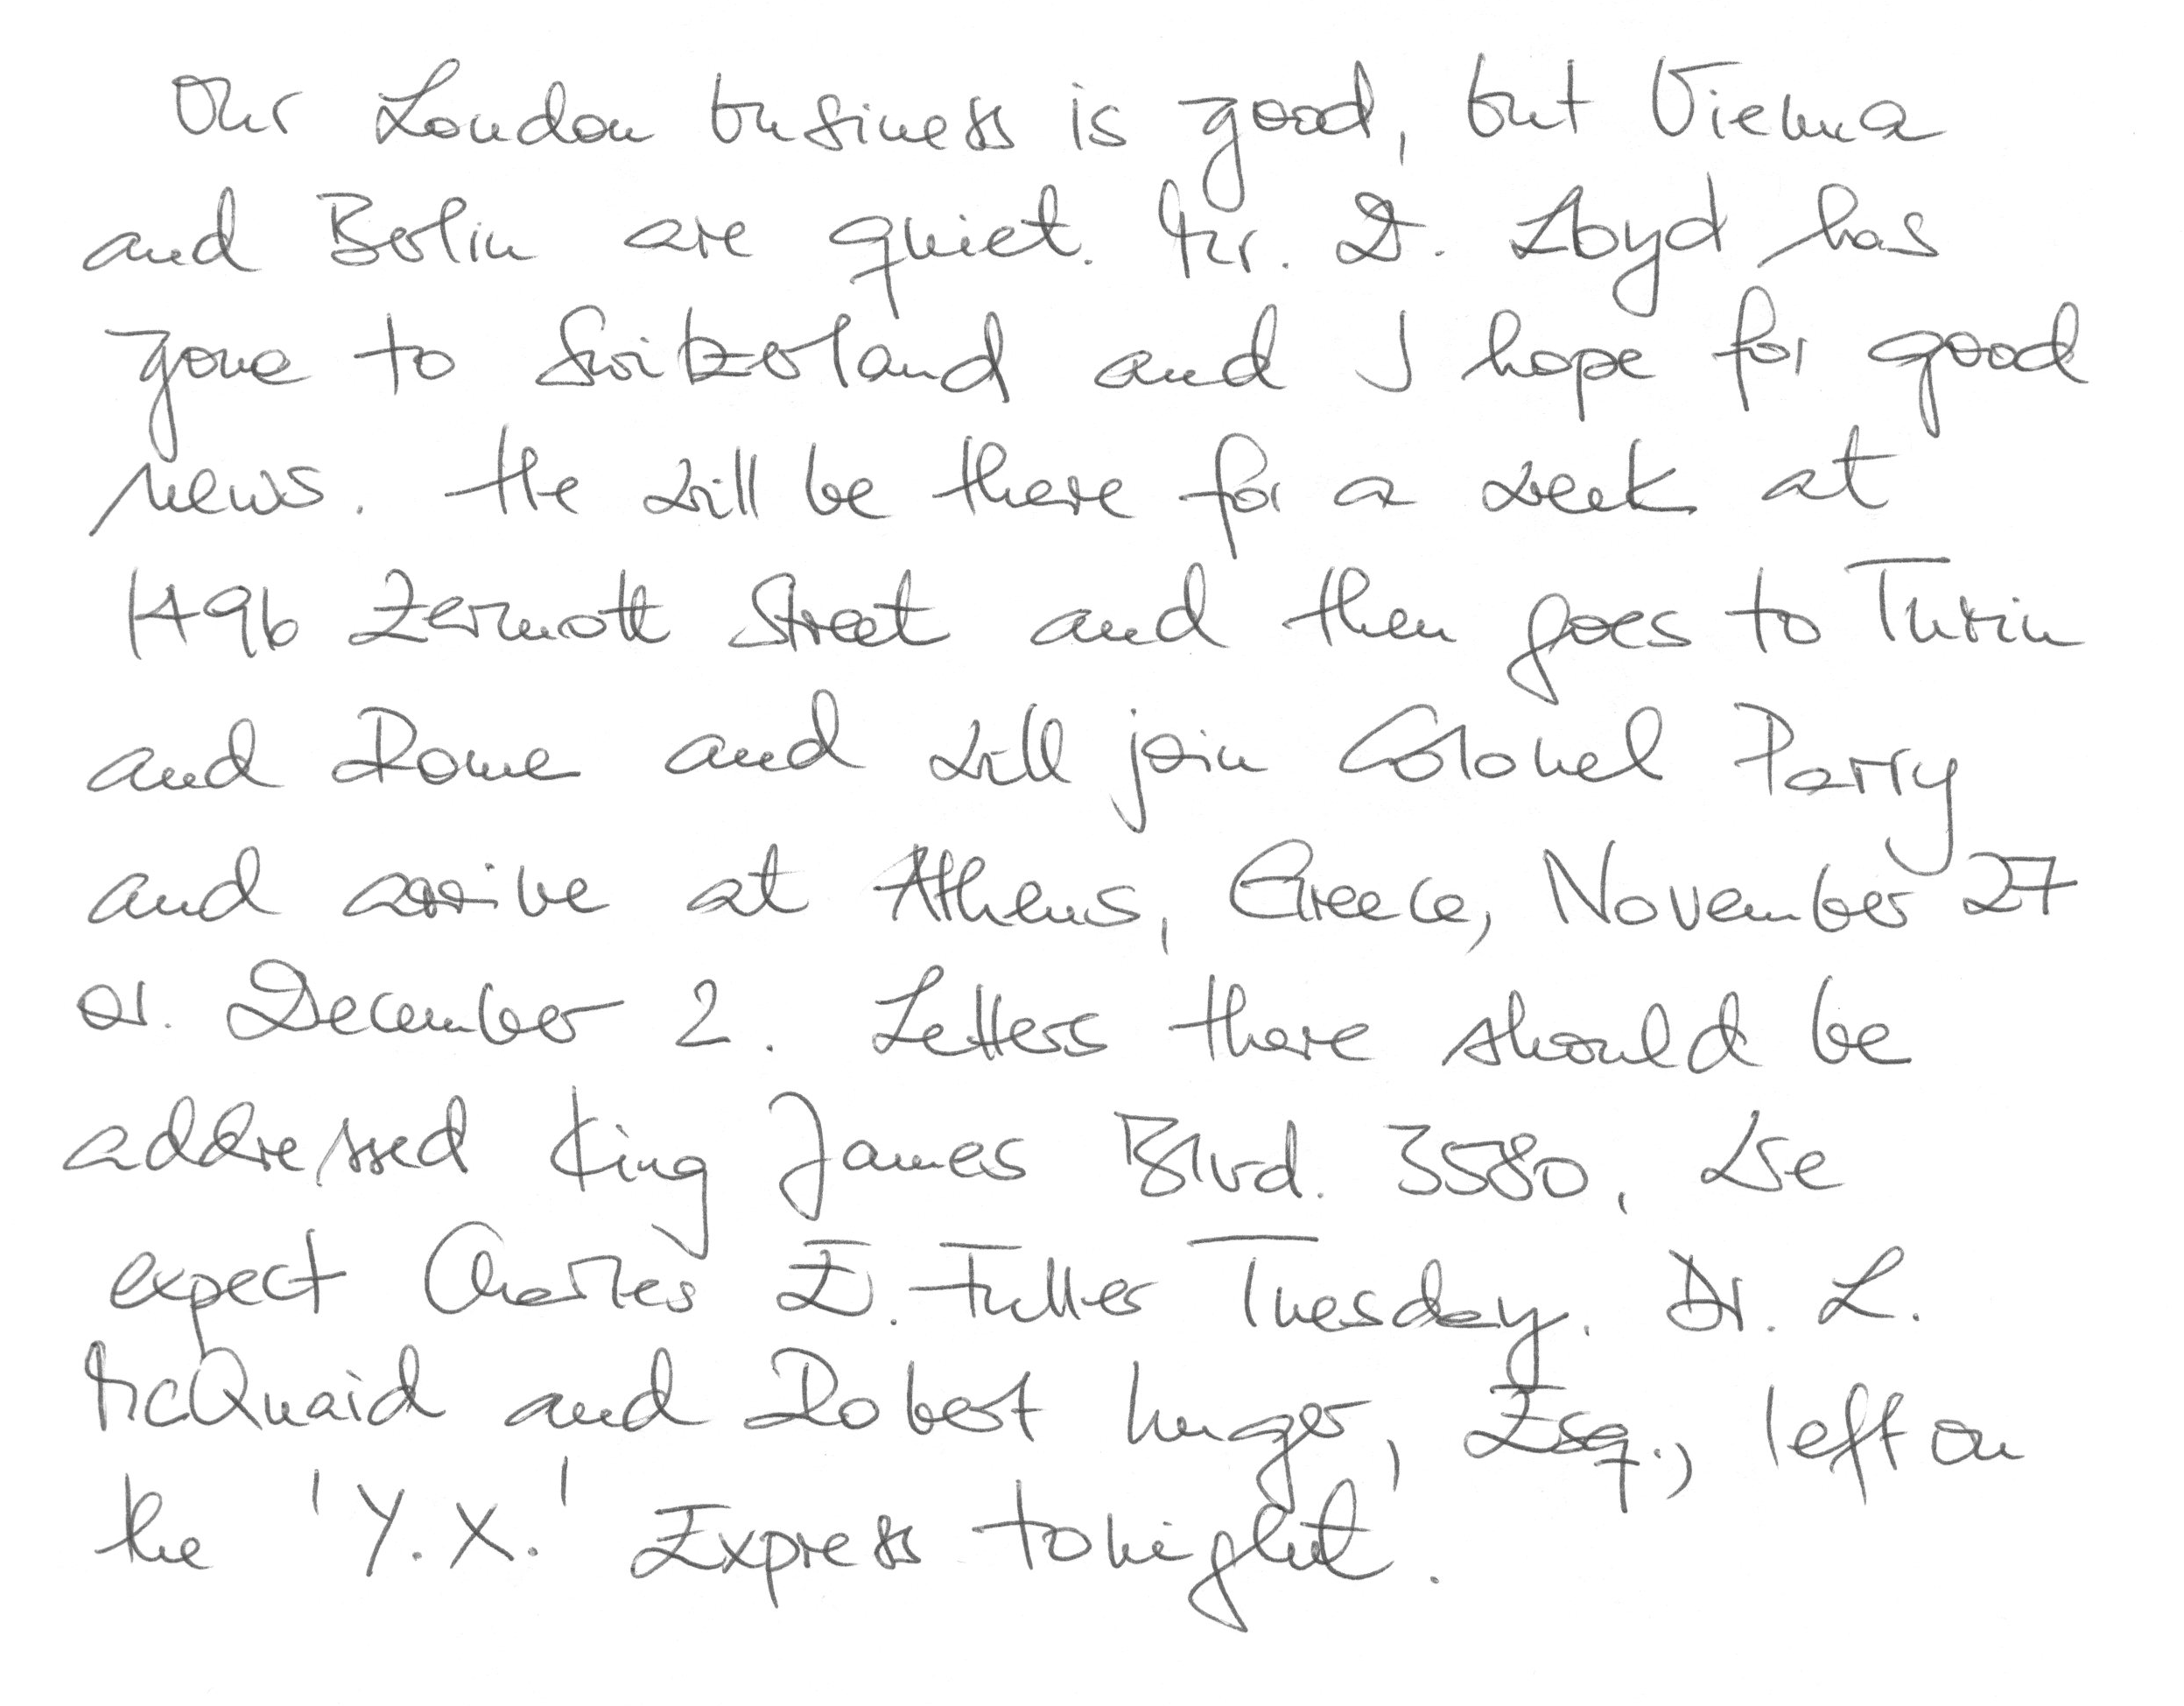 Our London business is good, but Vienna
and Berlin are quiet. Mr. D. Lloyd has
gone to Switzerland and I hope for good
news. He will be there for a week at
1496 Zermott Street and then goes to Turin
and Rome and will join Colonel Parry
and arrive at Athens, Greece, November 27
or. December 2. Letters there should be
addressed King James Blvd. 3580, We
expect Charles E. Fuller Tuesday. Dr. L.
McQuaid and Robert Unger, Esq., left on
the 'Y.X.' Express tonight.